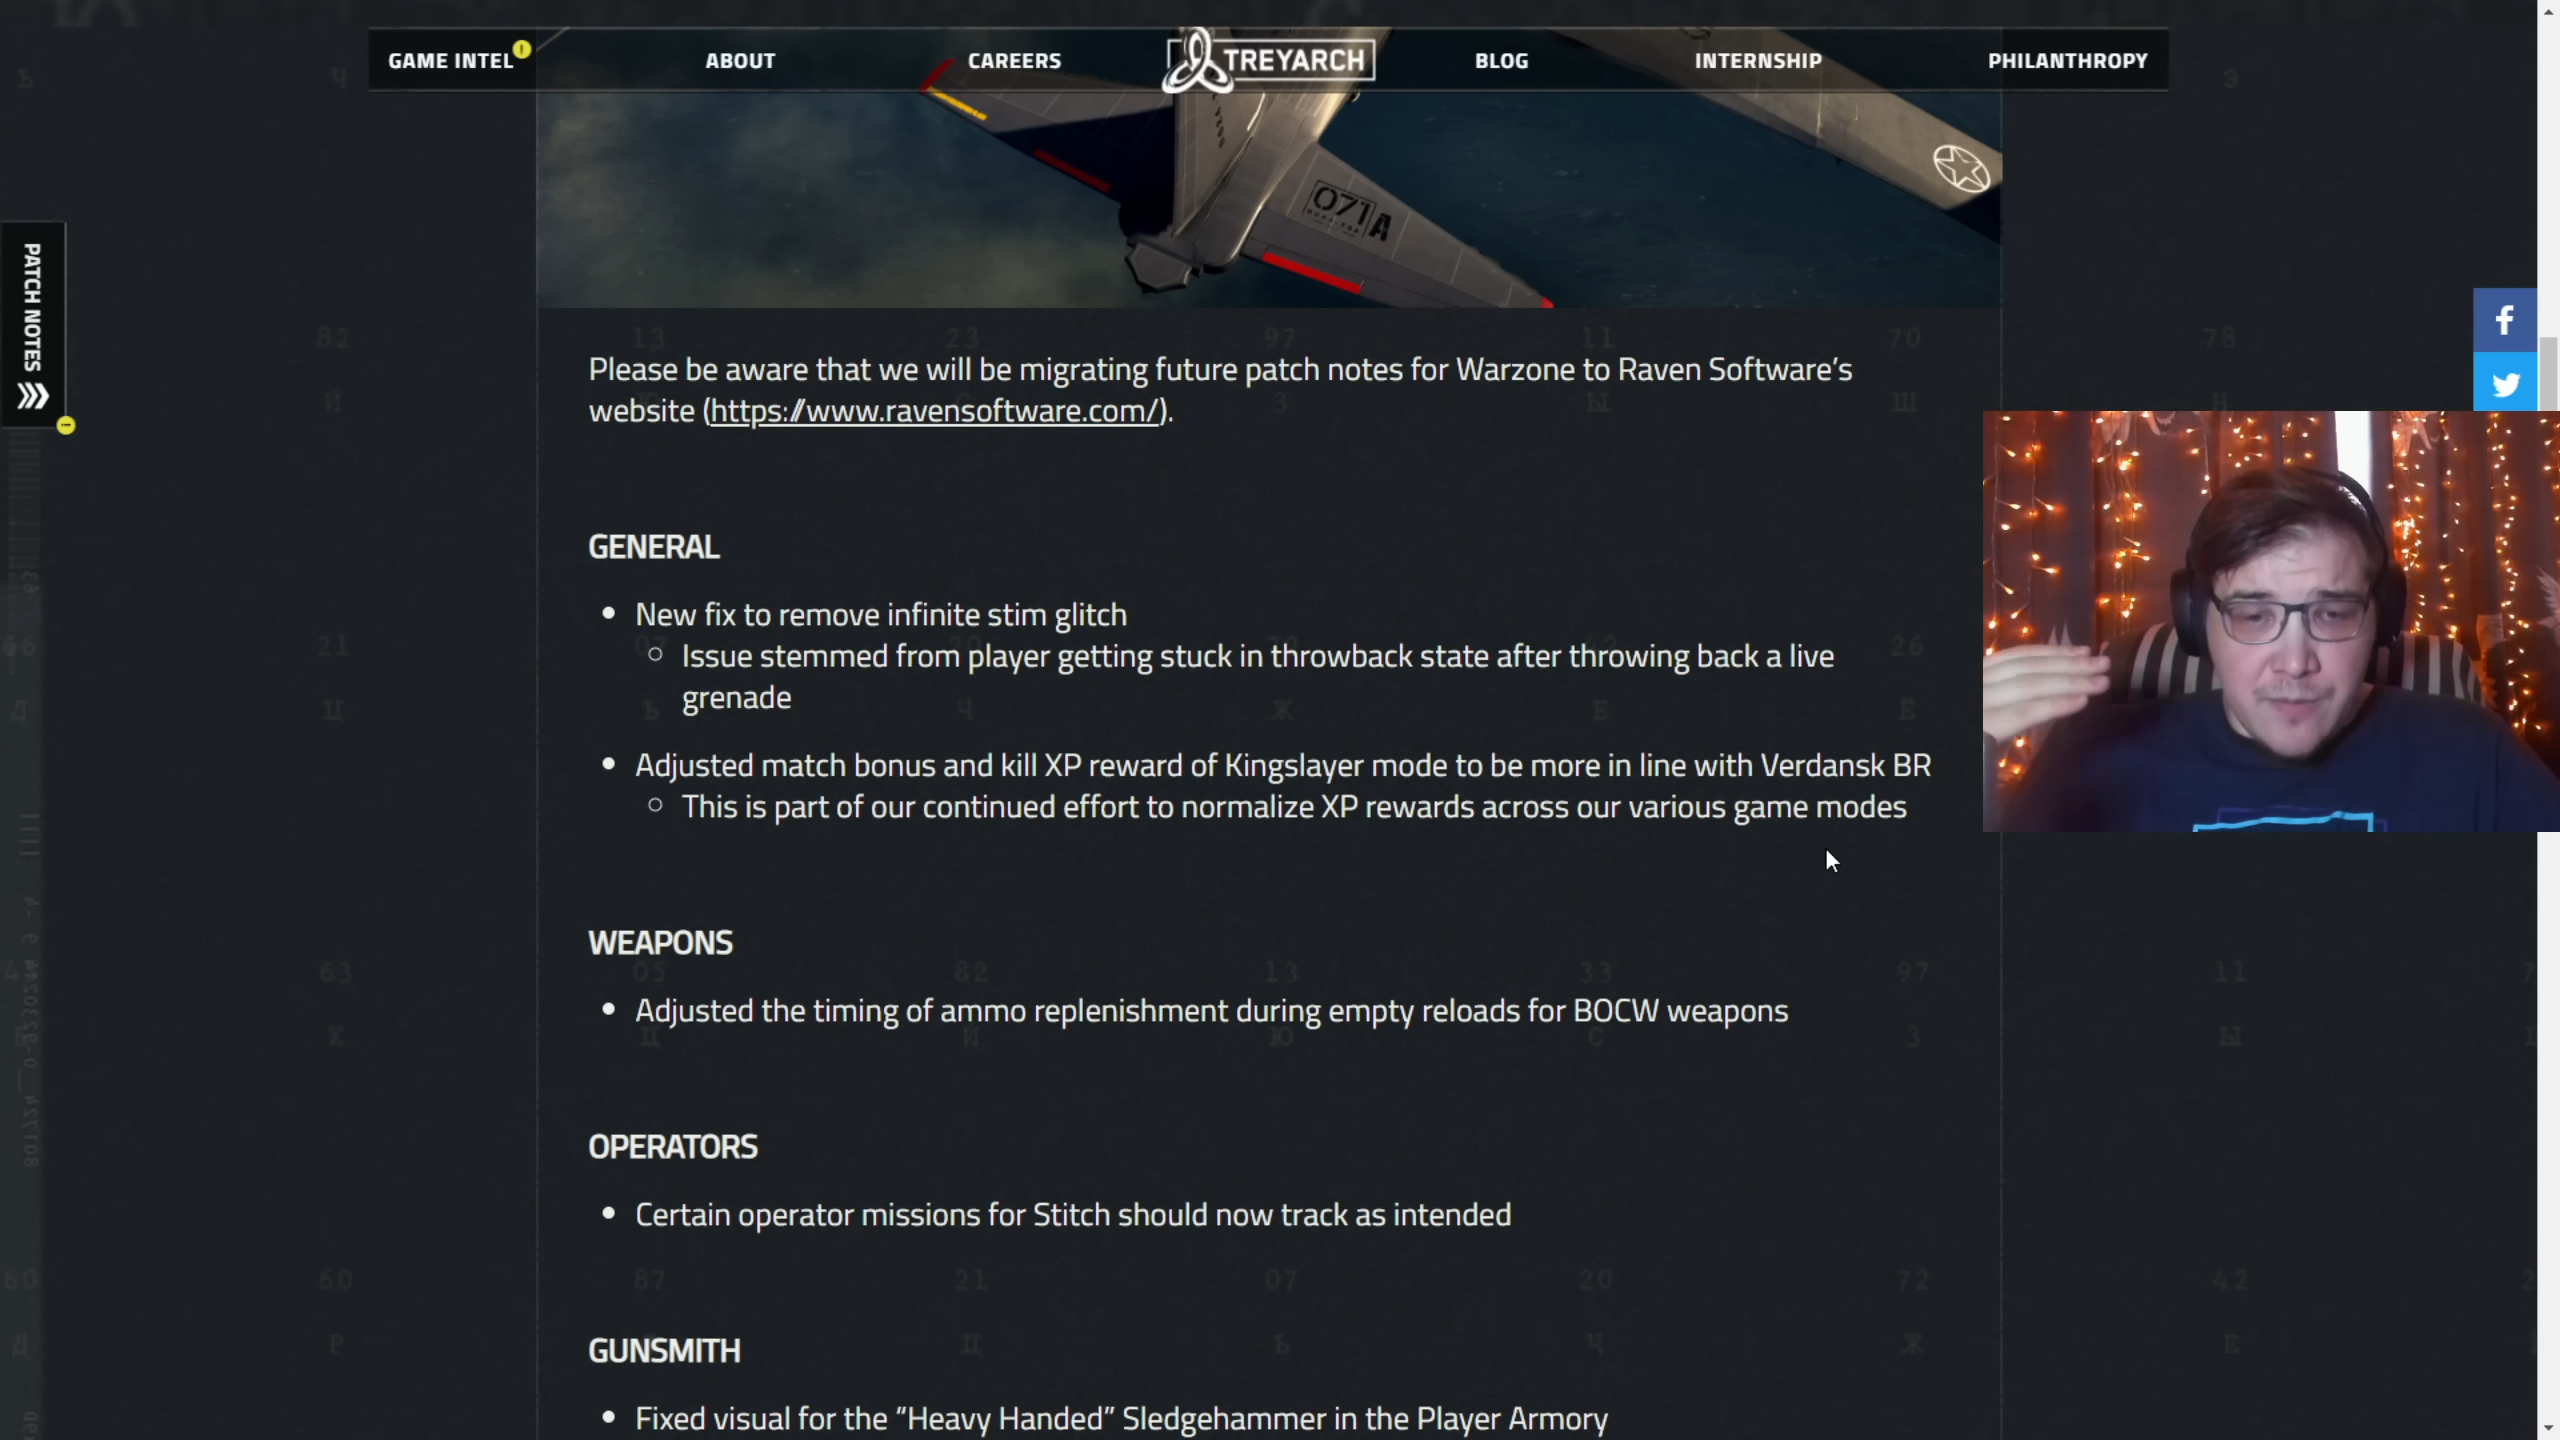 GAME INTEL
ABOUT
CAREERS
TREYARCH
BLOG
INTERNSHIP
PHILANTHROPY
071A
PATCH NOTES
Please be aware that we will be migrating future patch notes for Warzone to Raven Software's
website (https://www.ravensoftware.com/).
GENERAL
• New fix to remove infinite stim glitch
○ Issue stemmed from player getting stuck in throwback state after throwing back a live
grenade
• Adjusted match bonus and kill XP reward of Kingslayer mode to be more in line with Verdansk BR
○ This is part of our continued effort to normalize XP rewards across our various game modes
WEAPONS
• Adjusted the timing of ammo replenishment during empty reloads for BOCW weapons
OPERATORS
• Certain operator missions for Stitch should now track as intended
GUNSMITH
• Fixed visual for the “Heavy Handed” Sledgehammer in the Player Armory